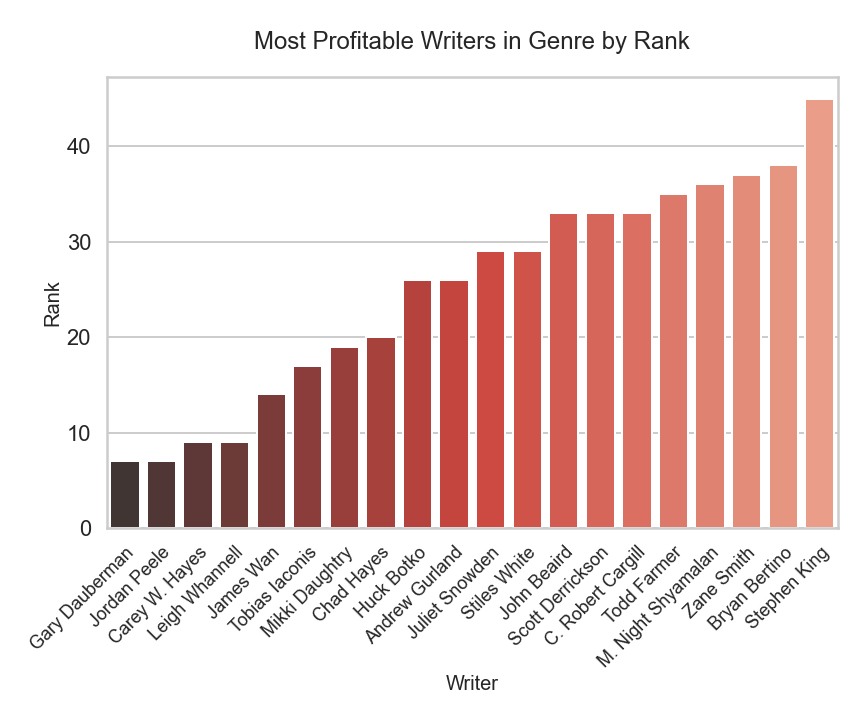 Most Profitable Writers in Genre by Rank
Rank
40
30
20
10
0
Gary Dauberman
Jordan Peele
Carey W. Hayes
Leigh Whannell
James Wan
Tobias Iaconis
Mikki Daughtry
Chad Hayes
Huck Botko
Andrew Gurland
Juliet Snowden
Stiles White
John Beaird
Scott Derrickson
C. Robert Cargill
Todd Farmer
M. Night Shyamalan
Zane Smith
Bryan Bertino
Stephen King
Writer